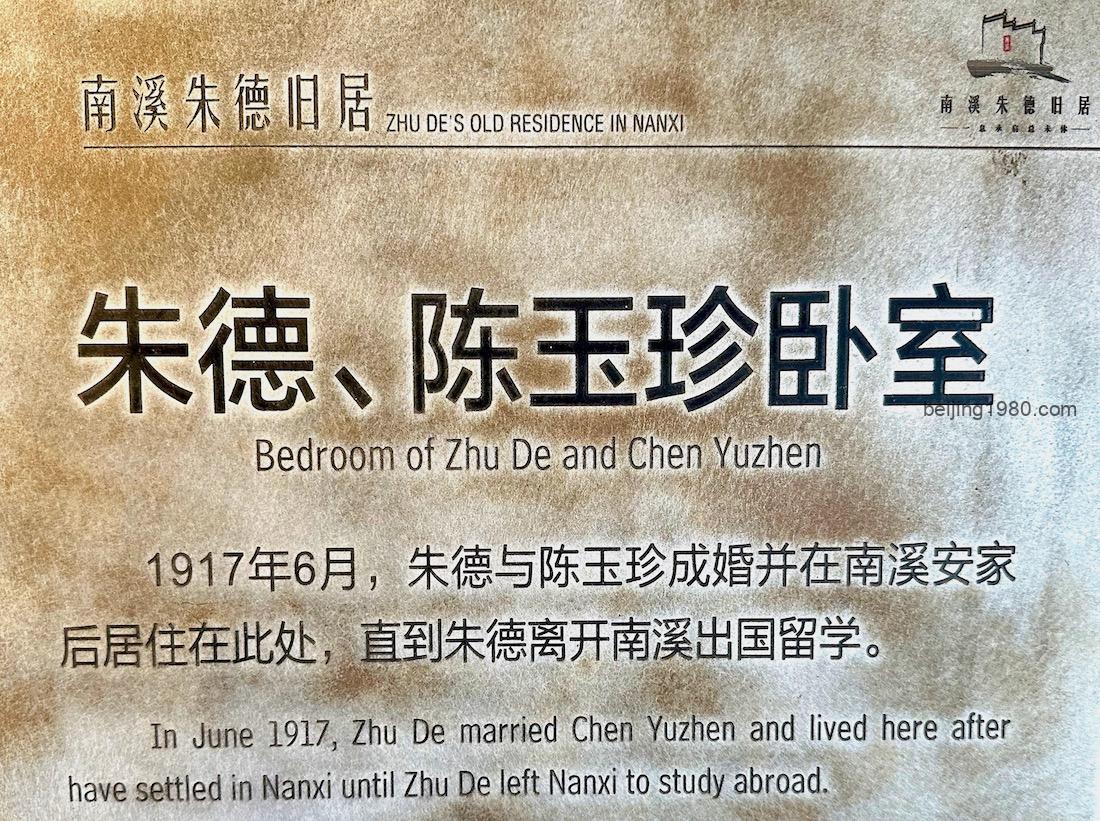 南溪朱德旧居 ZHU DE'S OLD RESIDENCE IN NANXI
南溪朱德旧居
朱德、陈玉珍卧室
beijing1980.com
Bedroom of Zhu De and Chen Yuzhen
1917年6月，朱德与陈玉珍成婚并在南溪安家
后居住在此处，直到朱德离开南溪出国留学。
In June 1917, Zhu De married Chen Yuzhen and lived here after
have settled in Nanxi until Zhu De left Nanxi to study abroad.